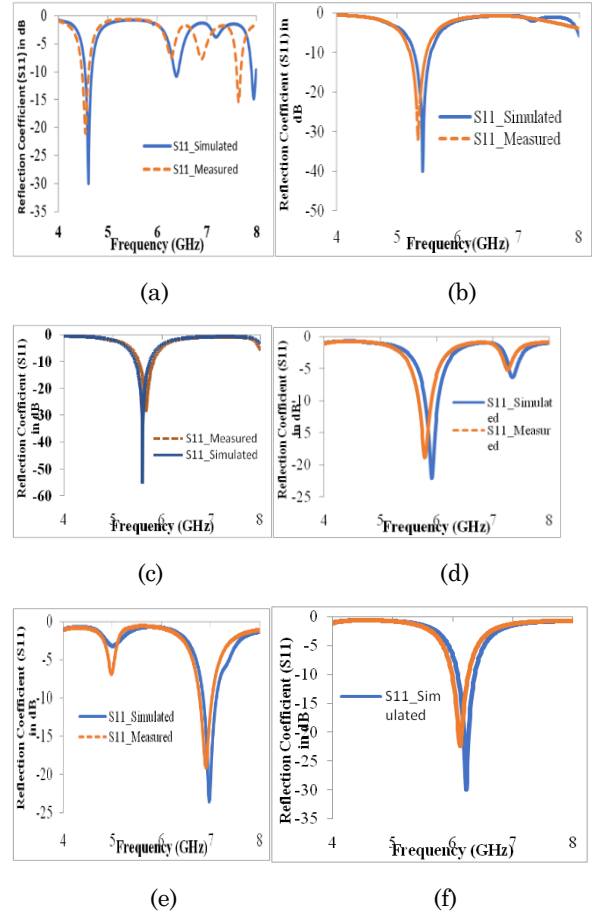 0
-5
-10
-15
-20
-25
-30
-35
4 5 6 7 8
Reflection Coefficient (S11) in dB
Frequency (GHz)
S11_Simulated
S11_Measured
(a)
0
-10
-20
-30
-40
-50
4 5 6 7 8
Reflection Coefficient (S11) in
dB
Frequency(GHz)
S11_Simulated
S11_Measured
(b)
0
-10
-20
-30
-40
-50
-60
4 5 6 7 8
Reflection Coefficient (S11)
in dB
Frequency (GHz)
S11_Measured
S11_Simulated
(c)
0
-5
-10
-15
-20
-25
4 5 6 7 8
Reflection Coefficient (S11)
in dB'
Frequency (GHz)
S11_Simulat
ed
S11_Measur
ed
(d)
0
-5
-10
-15
-20
-25
4 5 6 7 8
Reflection Coefficient (S11)
in dB
Frequency (GHz)
S11_Simulated
S11_Measured
(e)
0
-5
-10
-15
-20
-25
-30
-35
4 5 6 7 8
Reflection Coefficient (S11)
in dB
Frequency (GHz)
S11_Sim
ulated
(f)